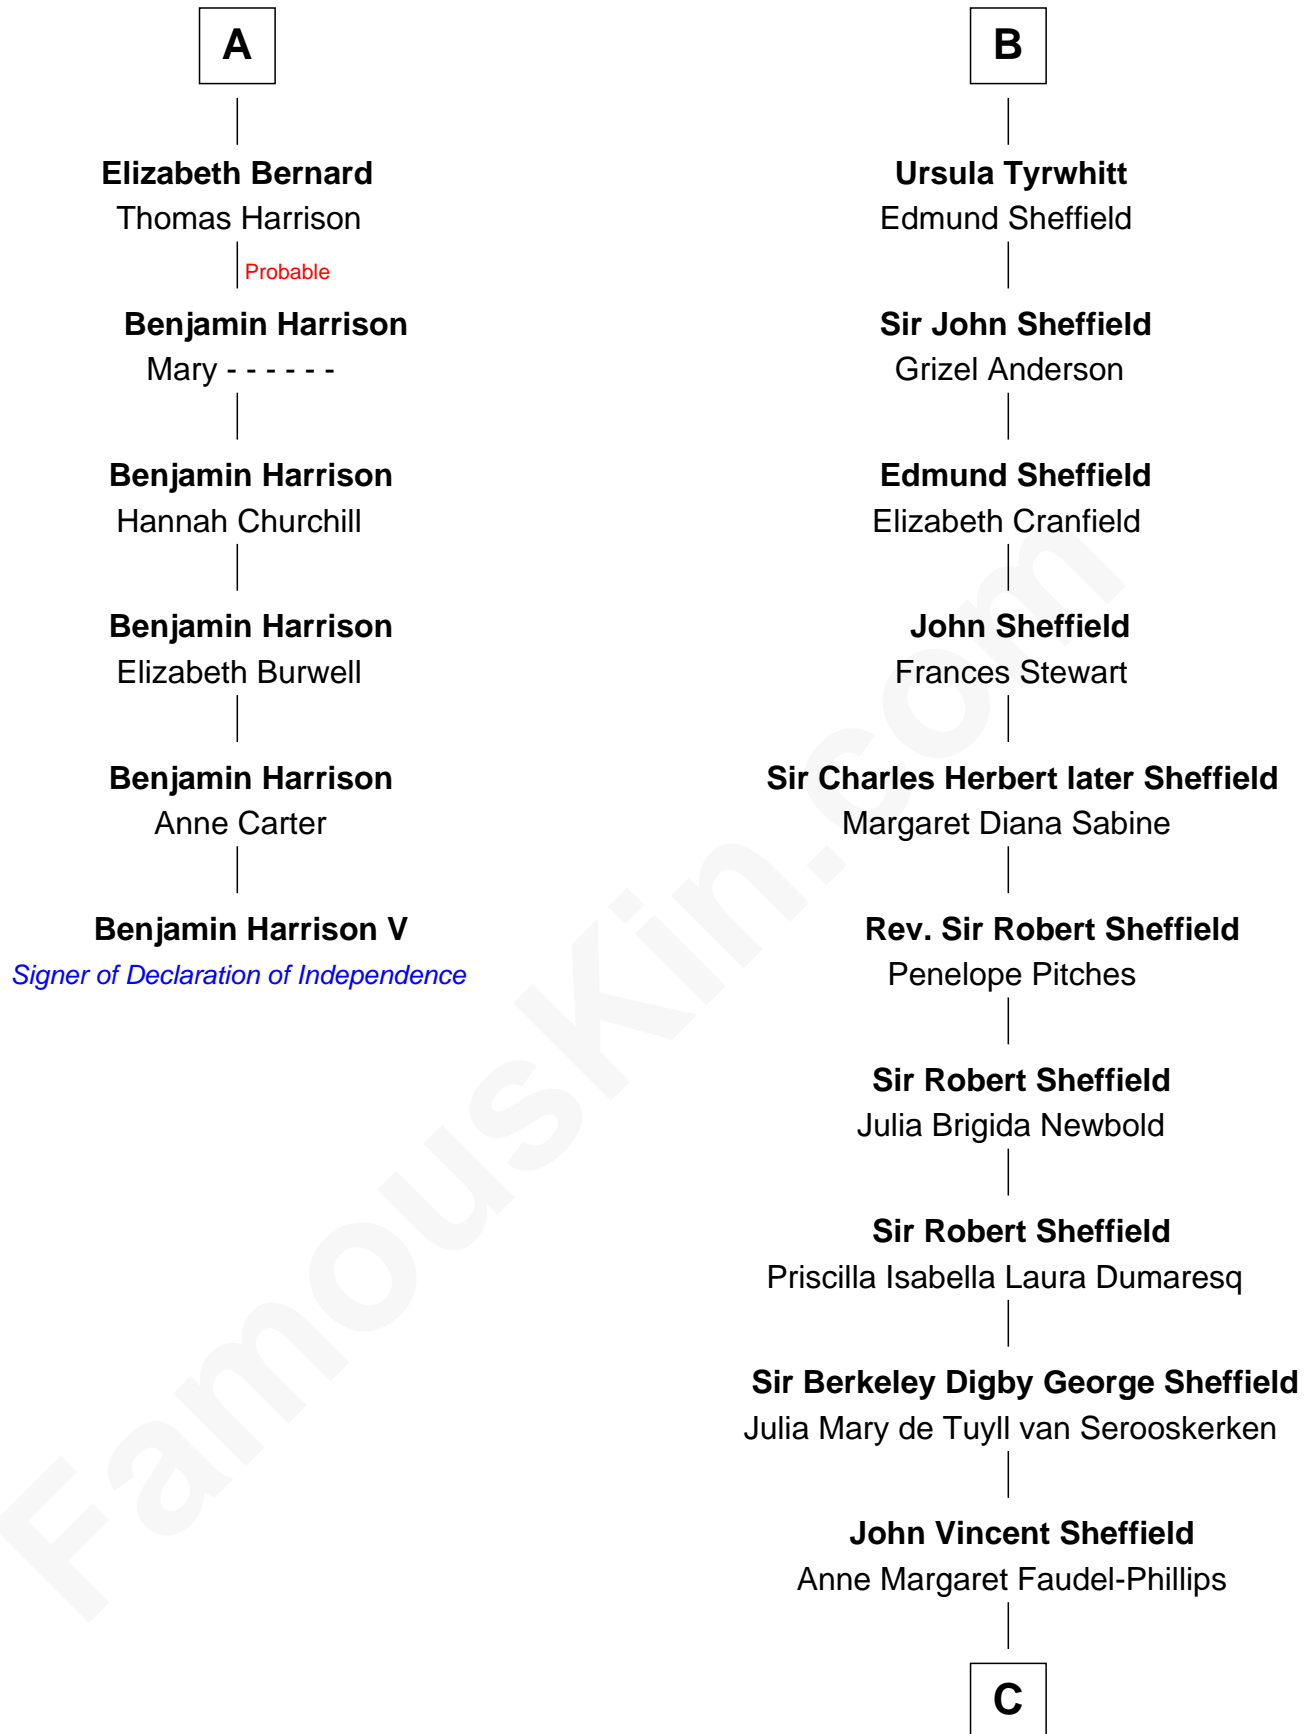 A
Elizabeth Bernard
Thomas Harrison
Probable
Benjamin Harrison
Mary - - - - - -
Benjamin Harrison
Hannah Churchill
Benjamin Harrison
Elizabeth Burwell
Benjamin Harrison
Anne Carter
Benjamin Harrison V
Signer of Declaration of Independence
B
Ursula Tyrwhitt
Edmund Sheffield
Sir John Sheffield
Grizel Anderson
Edmund Sheffield
Elizabeth Cranfield
John Sheffield
Frances Stewart
Sir Charles Herbert later Sheffield
Margaret Diana Sabine
Rev. Sir Robert Sheffield
Penelope Pitches
Sir Robert Sheffield
Julia Brigida Newbold
Sir Robert Sheffield
Priscilla Isabella Laura Dumaresq
Sir Berkeley Digby George Sheffield
Julia Mary de Tuyll van Serooskerken
John Vincent Sheffield
Anne Margaret Faudel-Phillips
C
FamousKin.com